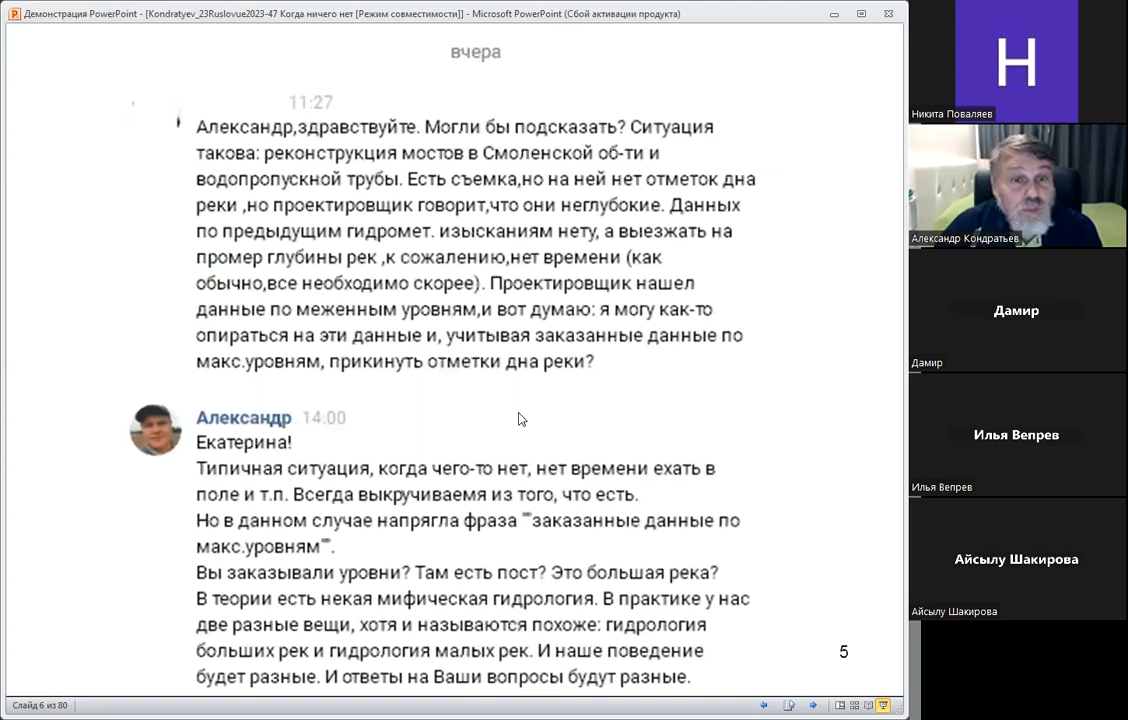 Демонстрация PowerPoint - [Kondratyev_23Ruslovue2023-47 Когда ничего нет [Режим совместимости]] - Microsoft PowerPoint (Сбой активации продукта)
вчера
11:27
Александр,здравствуйте. Могли бы подсказать? Ситуация
такова: реконструкция мостов в Смоленской об-ти и
водопропускной трубы. Есть съемка,но на ней нет отметок дна
реки ,но проектировщик говорит,что они неглубокие. Данных
по предыдущим гидромет. изысканиям нету, а выезжать на
промер глубины рек ,к сожалению,нет времени (как
обычно,все необходимо скорее). Проектировщик нашел
данные по меженным уровням,и вот думаю: я могу как-то
опираться на эти данные и, учитывая заказанные данные по
макс.уровням, прикинуть отметки дна реки?
Александр 14:00
Екатерина!
Типичная ситуация, когда чего-то нет, нет времени ехать в
поле и т.п. Всегда выкручиваемя из того, что есть.
Но в данном случае напрягла фраза ""заказанные данные по
макс.уровням"".
Вы заказывали уровни? Там есть пост? Это большая река?
В теории есть некая мифическая гидрология. В практике у нас
две разные вещи, хотя и называются похоже: гидрология
больших рек и гидрология малых рек. И наше поведение
будет разные. И ответы на Ваши вопросы будут разные.
5
Слайд 6 из 80
Н
Никита Поваляев
Александр Кондратьев
Дамир
Дамир
Илья Вепрев
Илья Вепрев
Айсылу Шакирова
Айсылу Шакирова